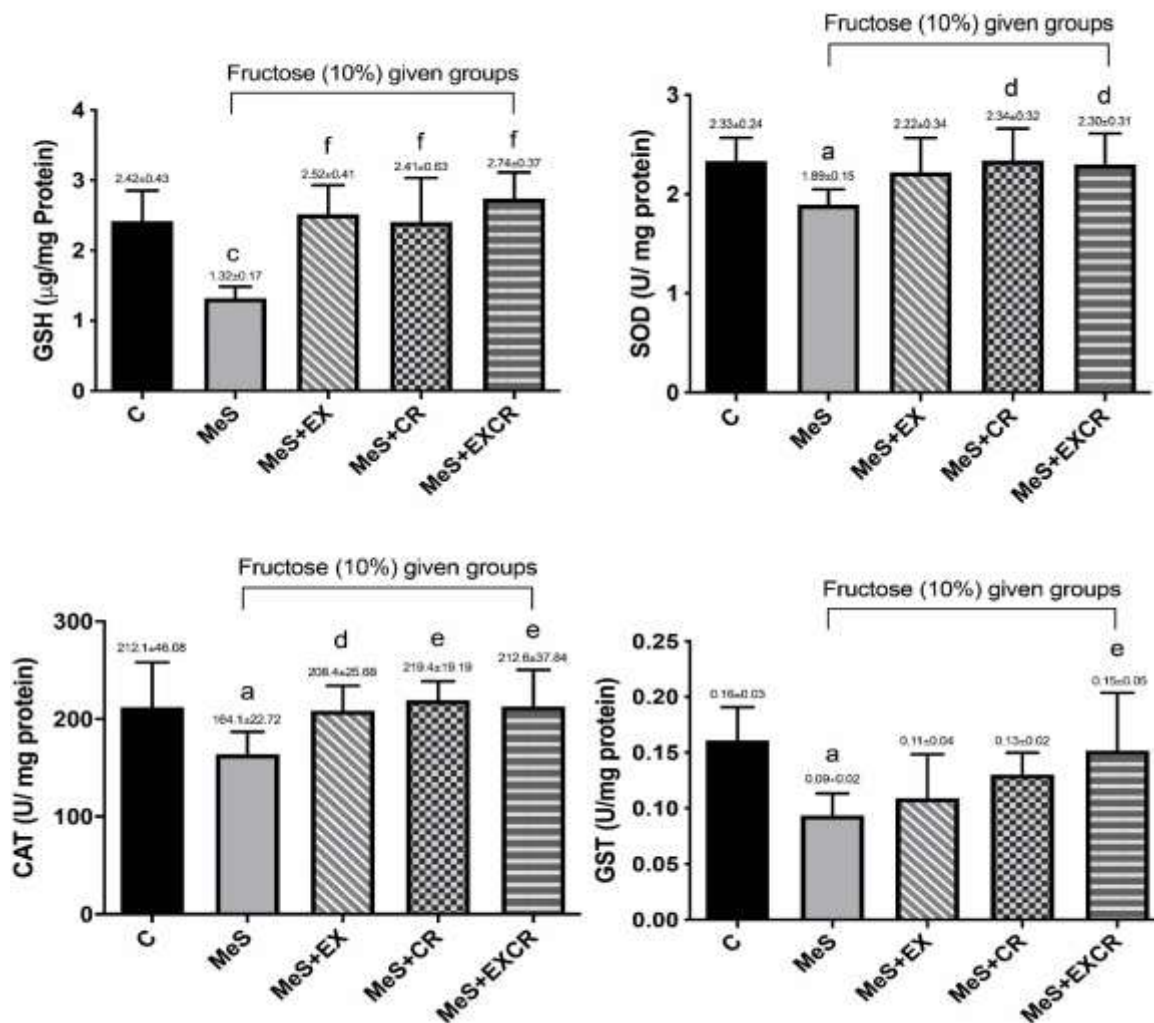 Fructose (10%) given groups
GSH (µg/mg Protein)
4
3
2
1
0
2.42±0.43
c
1.32±0.17
f
2.52±0.41
f
2.41±0.63
f
2.74±0.37
C
MeS
MeS+EX
MeS+CR
MeS+EXCR
Fructose (10%) given groups
SOD (U/ mg protein)
3
2
1
0
2.33±0.24
a
1.89±0.15
2.22±0.34
d
2.34±0.32
d
2.30±0.31
C
MeS
MeS+EX
MeS+CR
MeS+EXCR
Fructose (10%) given groups
CAT (U/ mg protein)
300
200
100
0
212.1±46.08
a
164.1±22.72
d
208.4±25.68
e
219.4±19.19
e
212.6±37.84
C
MeS
MeS+EX
MeS+CR
MeS+EXCR
Fructose (10%) given groups
GST (U/mg protein)
0.25
0.20
0.15
0.10
0.05
0.00
0.16±0.03
a
0.09±0.02
0.11±0.04
0.13±0.02
e
0.15±0.05
C
MeS
MeS+EX
MeS+CR
MeS+EXCR